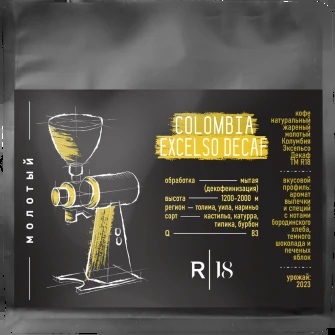 COLOMBIA
EXCELSO DECAF
обработка мытая
(декофеинизация)
высота 1200-2000 м
регион — толима, уила, нариньо
сорт — кастильо, катурра,
типика, бурбон
Q 83
R|18
МОЛОТЫЙ
кофе
натуральный
жареный
молотый
Колумбия
Эксельсо
Декаф
ТМ R18
вкусовой
профиль:
аромат
выпечки
и специй
с нотами
бородинского
хлеба,
темного
шоколада и
печеных
яблок
урожай:
2023